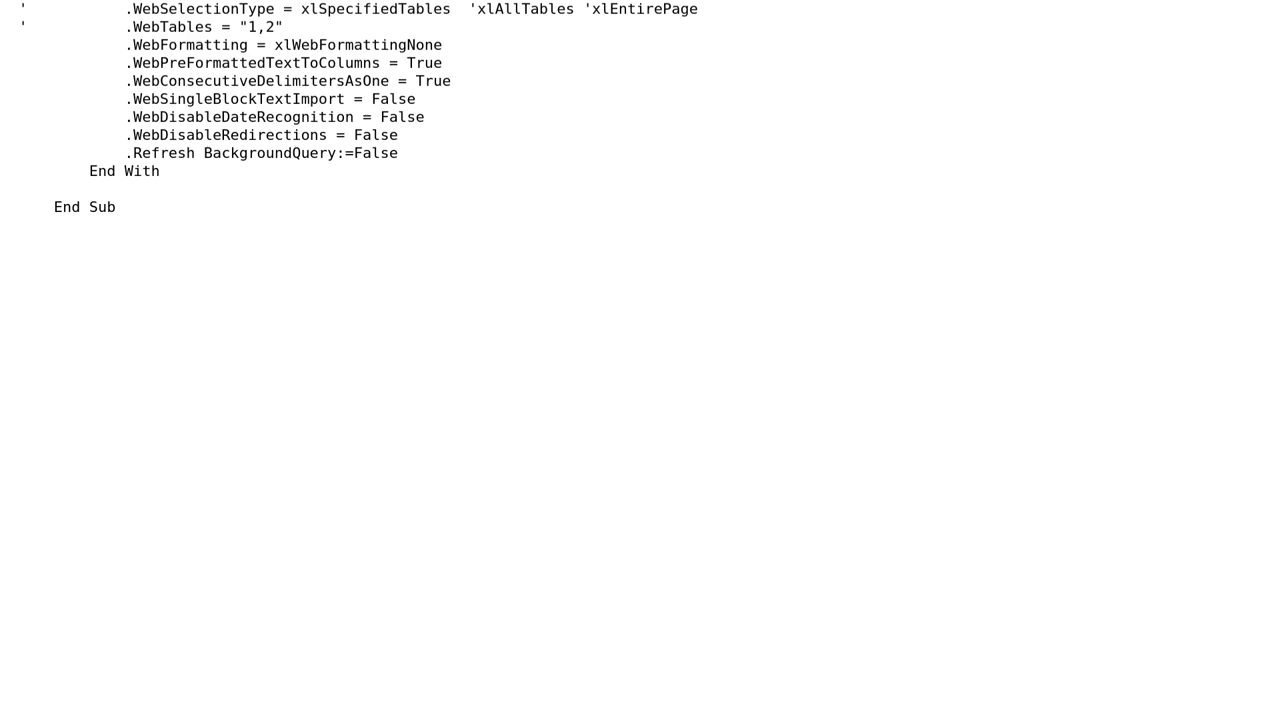 '           .WebSelectionType = xlSpecifiedTables  'xlAllTables 'xlEntirePage
'           .WebTables = "1,2"
            .WebFormatting = xlWebFormattingNone
            .WebPreFormattedTextToColumns = True
            .WebConsecutiveDelimitersAsOne = True
            .WebSingleBlockTextImport = False
            .WebDisableDateRecognition = False
            .WebDisableRedirections = False
            .Refresh BackgroundQuery:=False
        End With

    End Sub